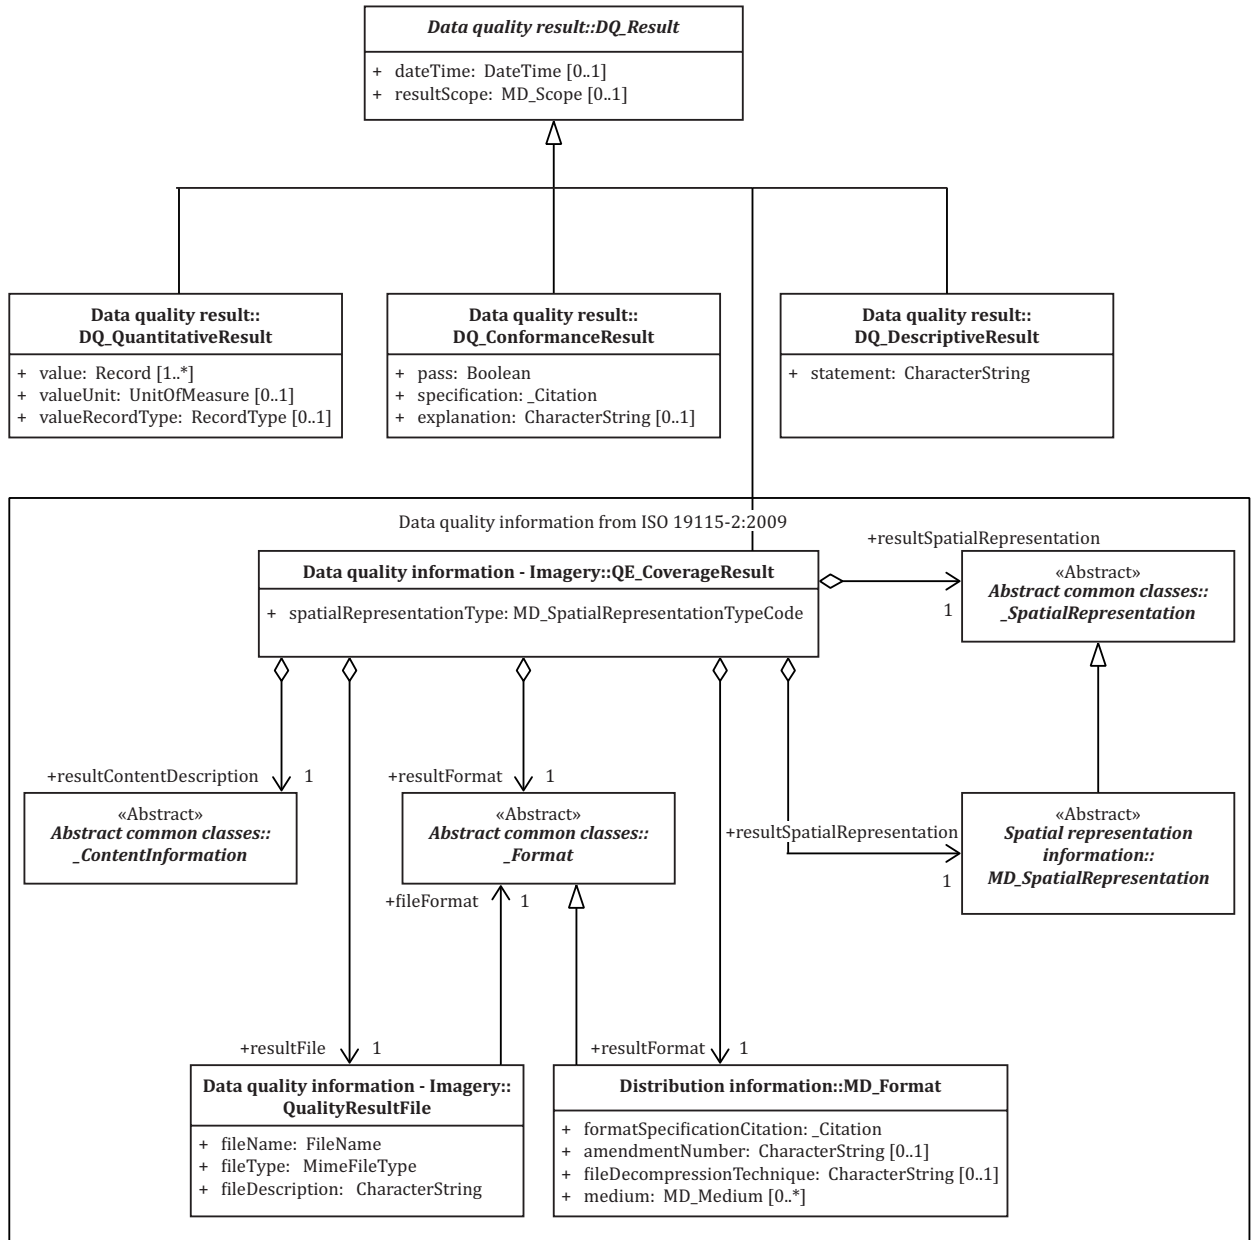 Data quality result::DQ_Result
+ dateTime: DateTime [0..1]
+ resultScope: MD_Scope [0..1]
Data quality result::
DQ_QuantitativeResult
+ value: Record [1..*]
+ valueUnit: UnitOfMeasure [0..1]
+ valueRecordType: RecordType [0..1]
Data quality result::
DQ_ConformanceResult
+ pass: Boolean
+ specification: _Citation
+ explanation: CharacterString [0..1]
Data quality result::
DQ_DescriptiveResult
+ statement: CharacterString
Data quality information from ISO 19115-2:2009
Data quality information - Imagery::QE_CoverageResult
+ spatialRepresentationType: MD_SpatialRepresentationTypeCode
+resultSpatialRepresentation
1
«Abstract»
Abstract common classes::
_SpatialRepresentation
+resultContentDescription
1
«Abstract»
Abstract common classes::
_ContentInformation
+resultFormat
1
«Abstract»
Abstract common classes::
_Format
+resultSpatialRepresentation
1
«Abstract»
Spatial representation
information::
MD_SpatialRepresentation
+fileFormat
1
+resultFile
1
Data quality information - Imagery::
QualityResultFile
+ fileName: FileName
+ fileType: MimeFileType
+ fileDescription: CharacterString
+resultFormat
1
Distribution information::MD_Format
+ formatSpecificationCitation: _Citation
+ amendmentNumber: CharacterString [0..1]
+ fileDecompressionTechnique: CharacterString [0..1]
+ medium: MD_Medium [0..*]